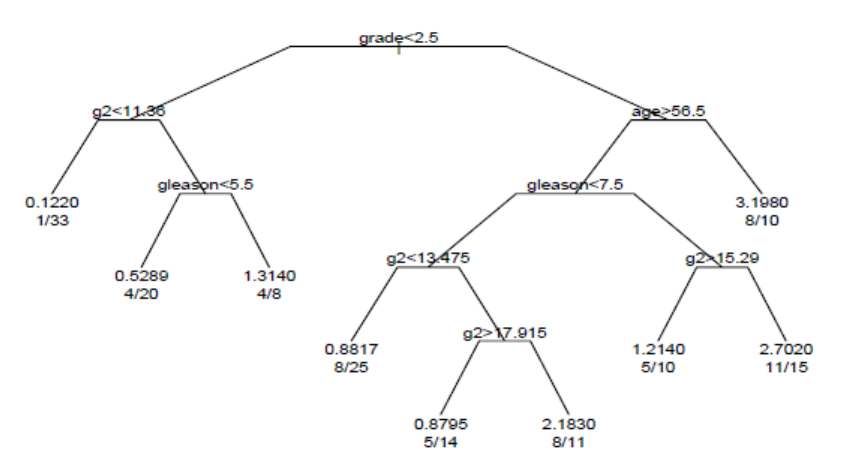 grade<2.5
g2<11.36
age>56.5
gleason<5.5
gleason<7.5
0.1220
1/33
3.1980
8/10
g2<13.475
g2>15.29
0.5289
4/20
1.3140
4/8
g2>17.915
0.8817
8/25
1.2140
5/10
2.7020
11/15
0.8795
5/14
2.1830
8/11